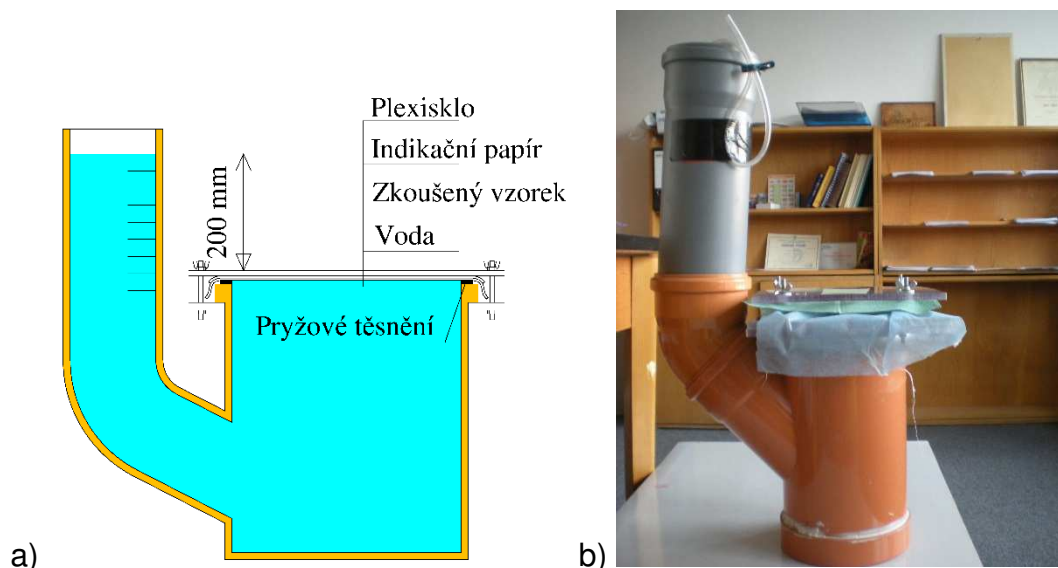 Plexisklo
Indikační papír
Zkoušený vzorek
Voda
200 mm
Pryžové těsnění
a)
b)